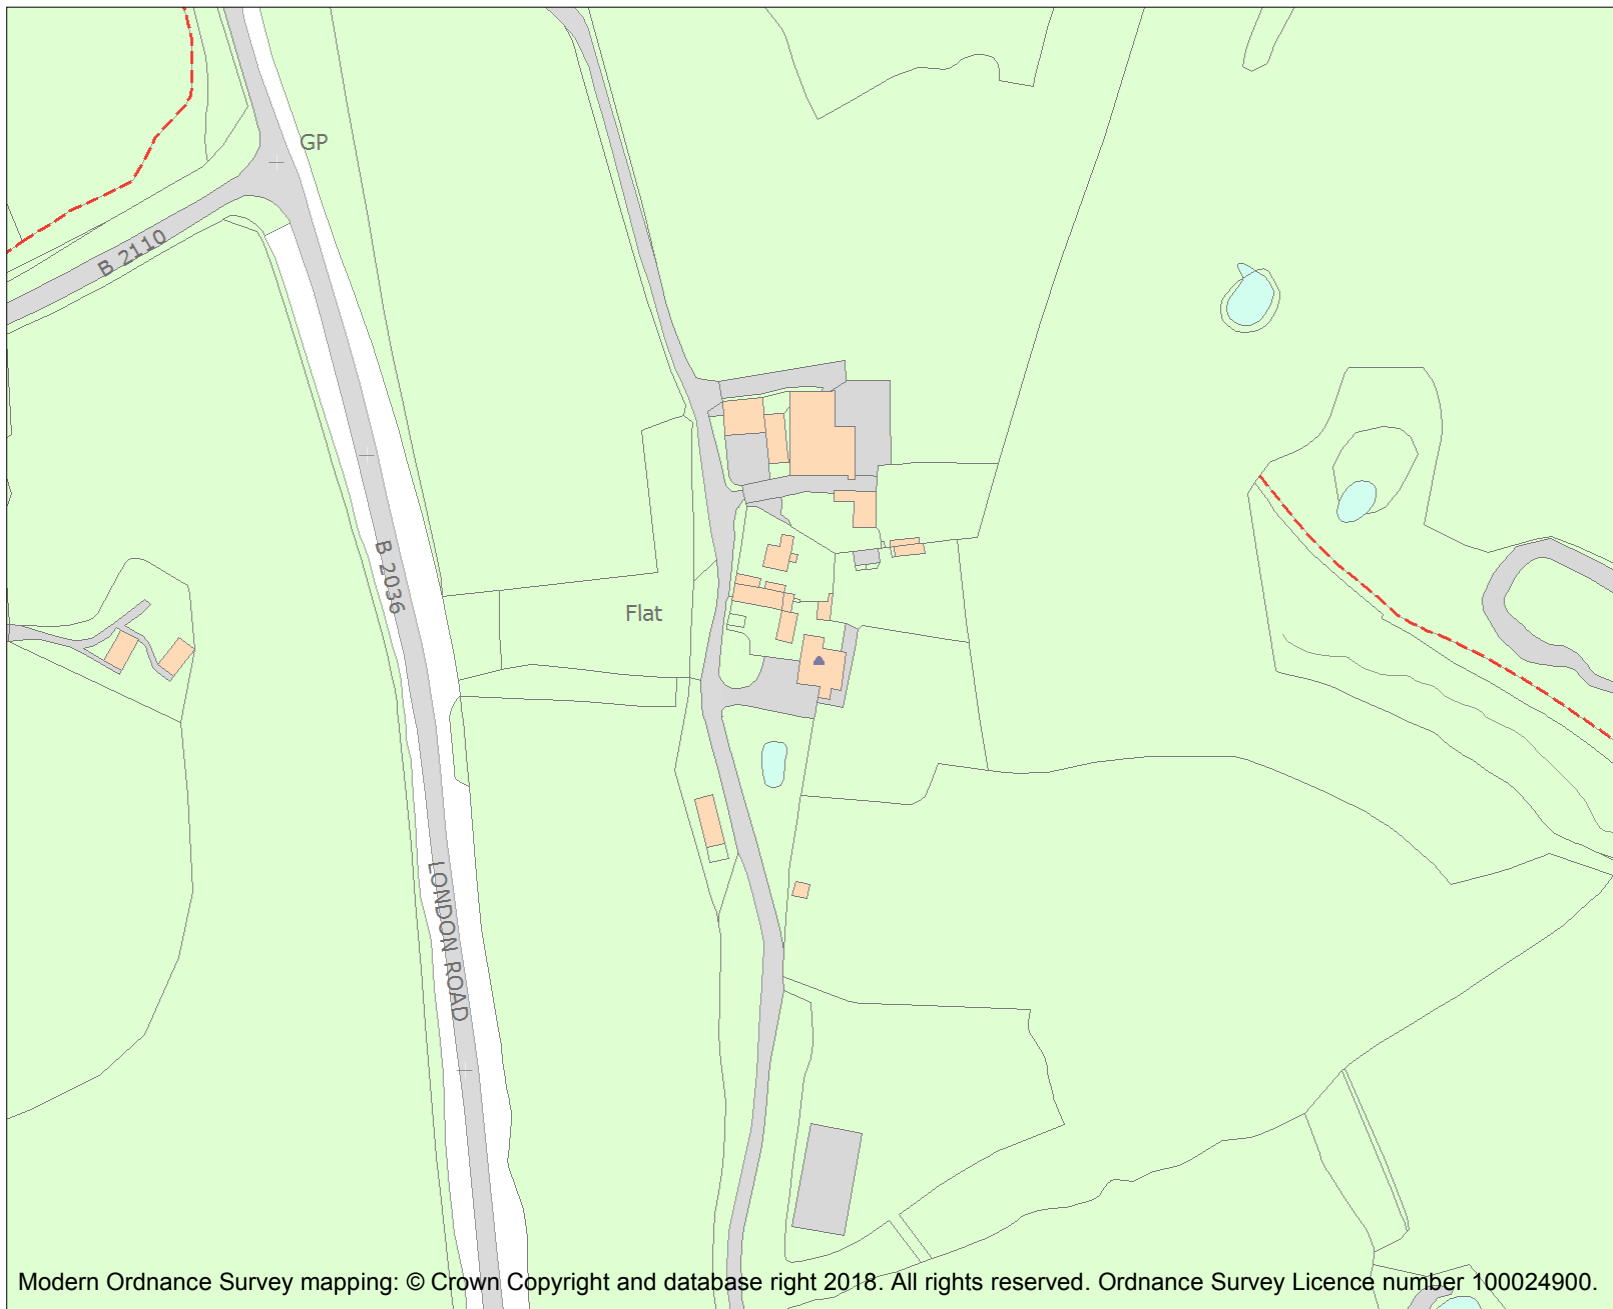 GP
B 2110
B 2036
Flat
LONDON ROAD
Modern Ordnance Survey mapping: © Crown Copyright and database right 2018. All rights reserved. Ordnance Survey Licence number 100024900.